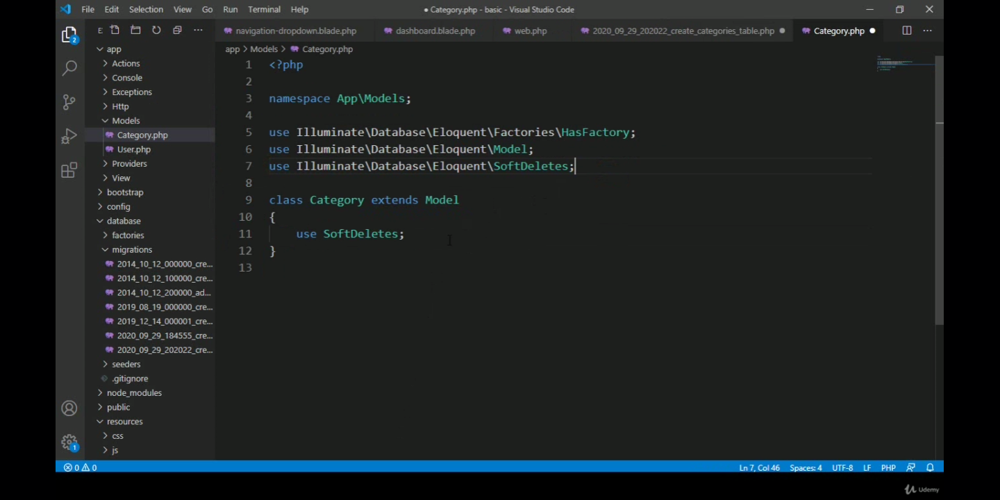 File Edit Selection View Go Run Terminal Help ● Category.php - basic - Visual Studio Code
E navigation-dropdown.blade.php dashboard.blade.php web.php 2020_09_29_202022_create_categories_table.php Category.php
app > Models > Category.php
app
Actions
Console
Exceptions
Http
Models
Category.php
User.php
Providers
View
bootstrap
config
database
factories
migrations
2014_10_12_000000_cre...
2014_10_12_100000_cre...
2014_10_12_200000_ad...
2019_08_19_000000_cre...
2019_12_14_000001_cre...
2020_09_29_184555_cre...
2020_09_29_202022_cre...
seeders
.gitignore
node_modules
public
resources
css
js
1 <?php
2
3 namespace App\Models;
4
5 use Illuminate\Database\Eloquent\Factories\HasFactory;
6 use Illuminate\Database\Eloquent\Model;
7 use Illuminate\Database\Eloquent\SoftDeletes;
8
9 class Category extends Model
10 {
11 use SoftDeletes;
12 }
13
2
1
0 0 Ln 7, Col 46 Spaces: 4 UTF-8 LF PHP
Udemy